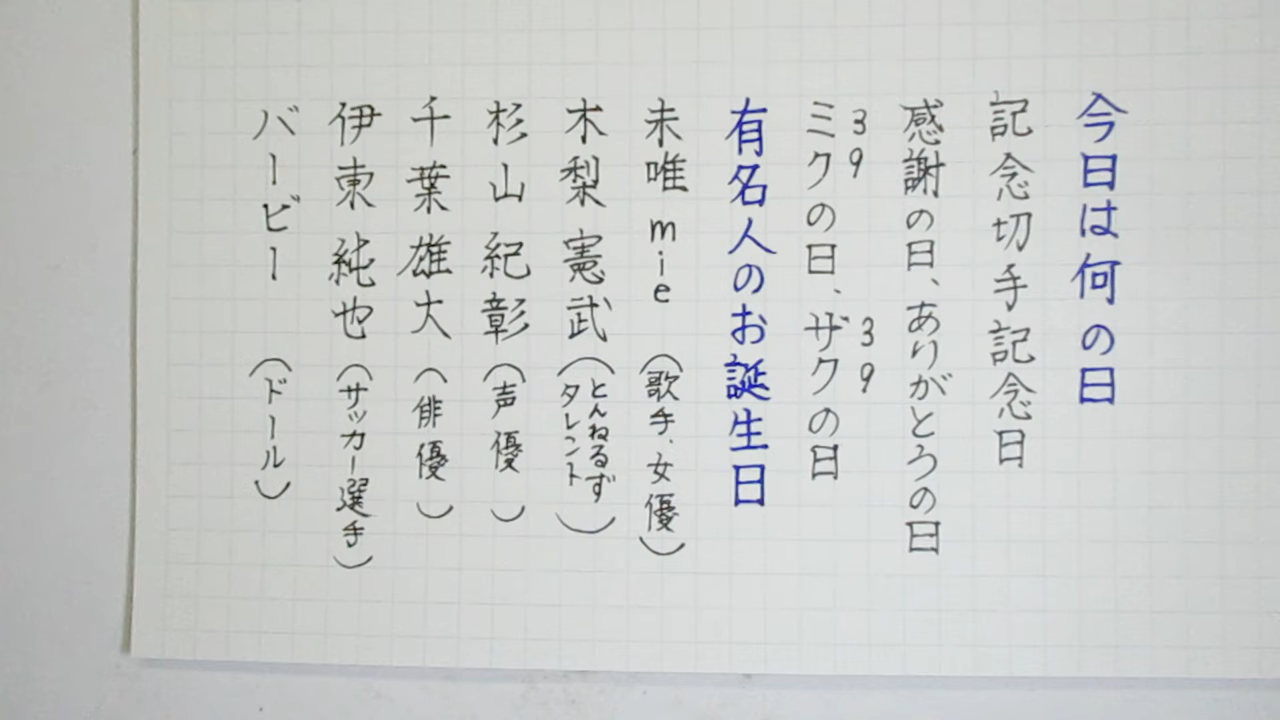 今日は何の日
記念切手記念日
感謝の日、ありがとうの日
39 39
ミクの日、ザクの日
有名人のお誕生日
未唯mie（歌手、女優）
木梨憲武（とんねるずタレント）
杉山紀彰（声優）
千葉雄大（俳優）
伊東純也（サッカー選手）
バービー（ドール）